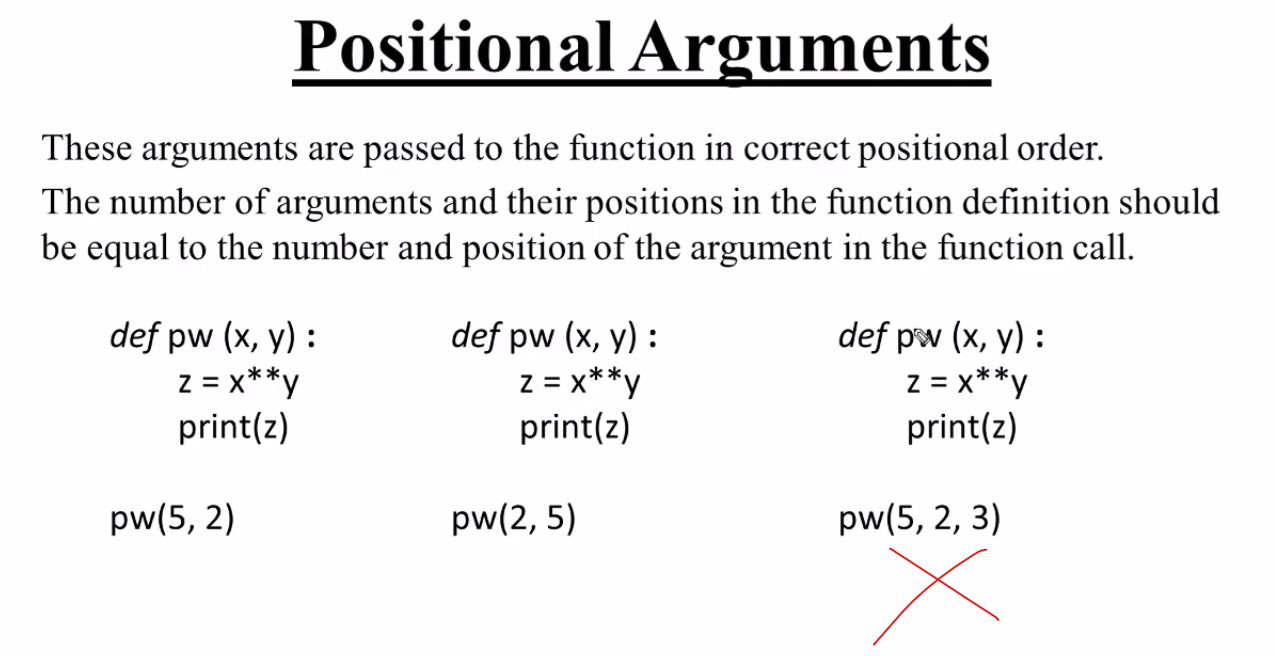 Positional Arguments
These arguments are passed to the function in correct positional order.
The number of arguments and their positions in the function definition should
be equal to the number and position of the argument in the function call.
def pw (x, y) :
z = x**y
print(z)
pw(5, 2)
def pw (x, y) :
z = x**y
print(z)
pw(2, 5)
def pw (x, y) :
z = x**y
print(z)
pw(5, 2, 3)